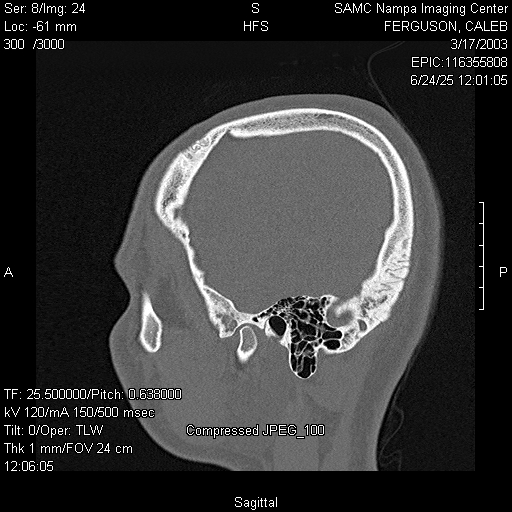 Ser: 8/Img: 24
Loc: -61 mm
300 /3000
S
HFS
SAMC Nampa Imaging Center
FERGUSON, CALEB
3/17/2003
EPIC:116355808
6/24/25 12:01:05
A
P
TF: 25.500000/Pitch: 0.638000
kV 120/mA 150/500 msec
Tilt: 0/Oper: TLW
Compressed JPEG_100
Thk 1 mm/FOV 24 cm
12:06:05
Sagittal